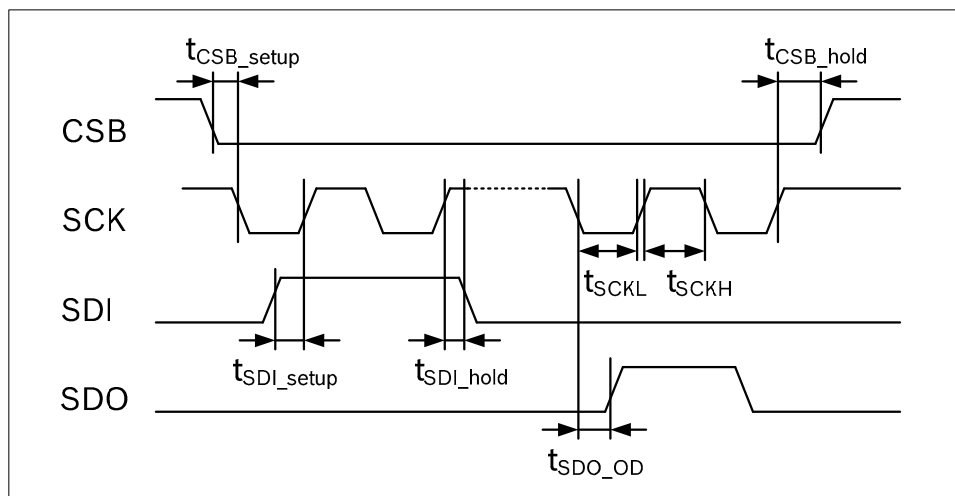 tCSB_setup
tCSB_hold
CSB
SCK
tSCKL
tSCKH
SDI
tSDI_setup
tSDI_hold
SDO
tSDO_OD